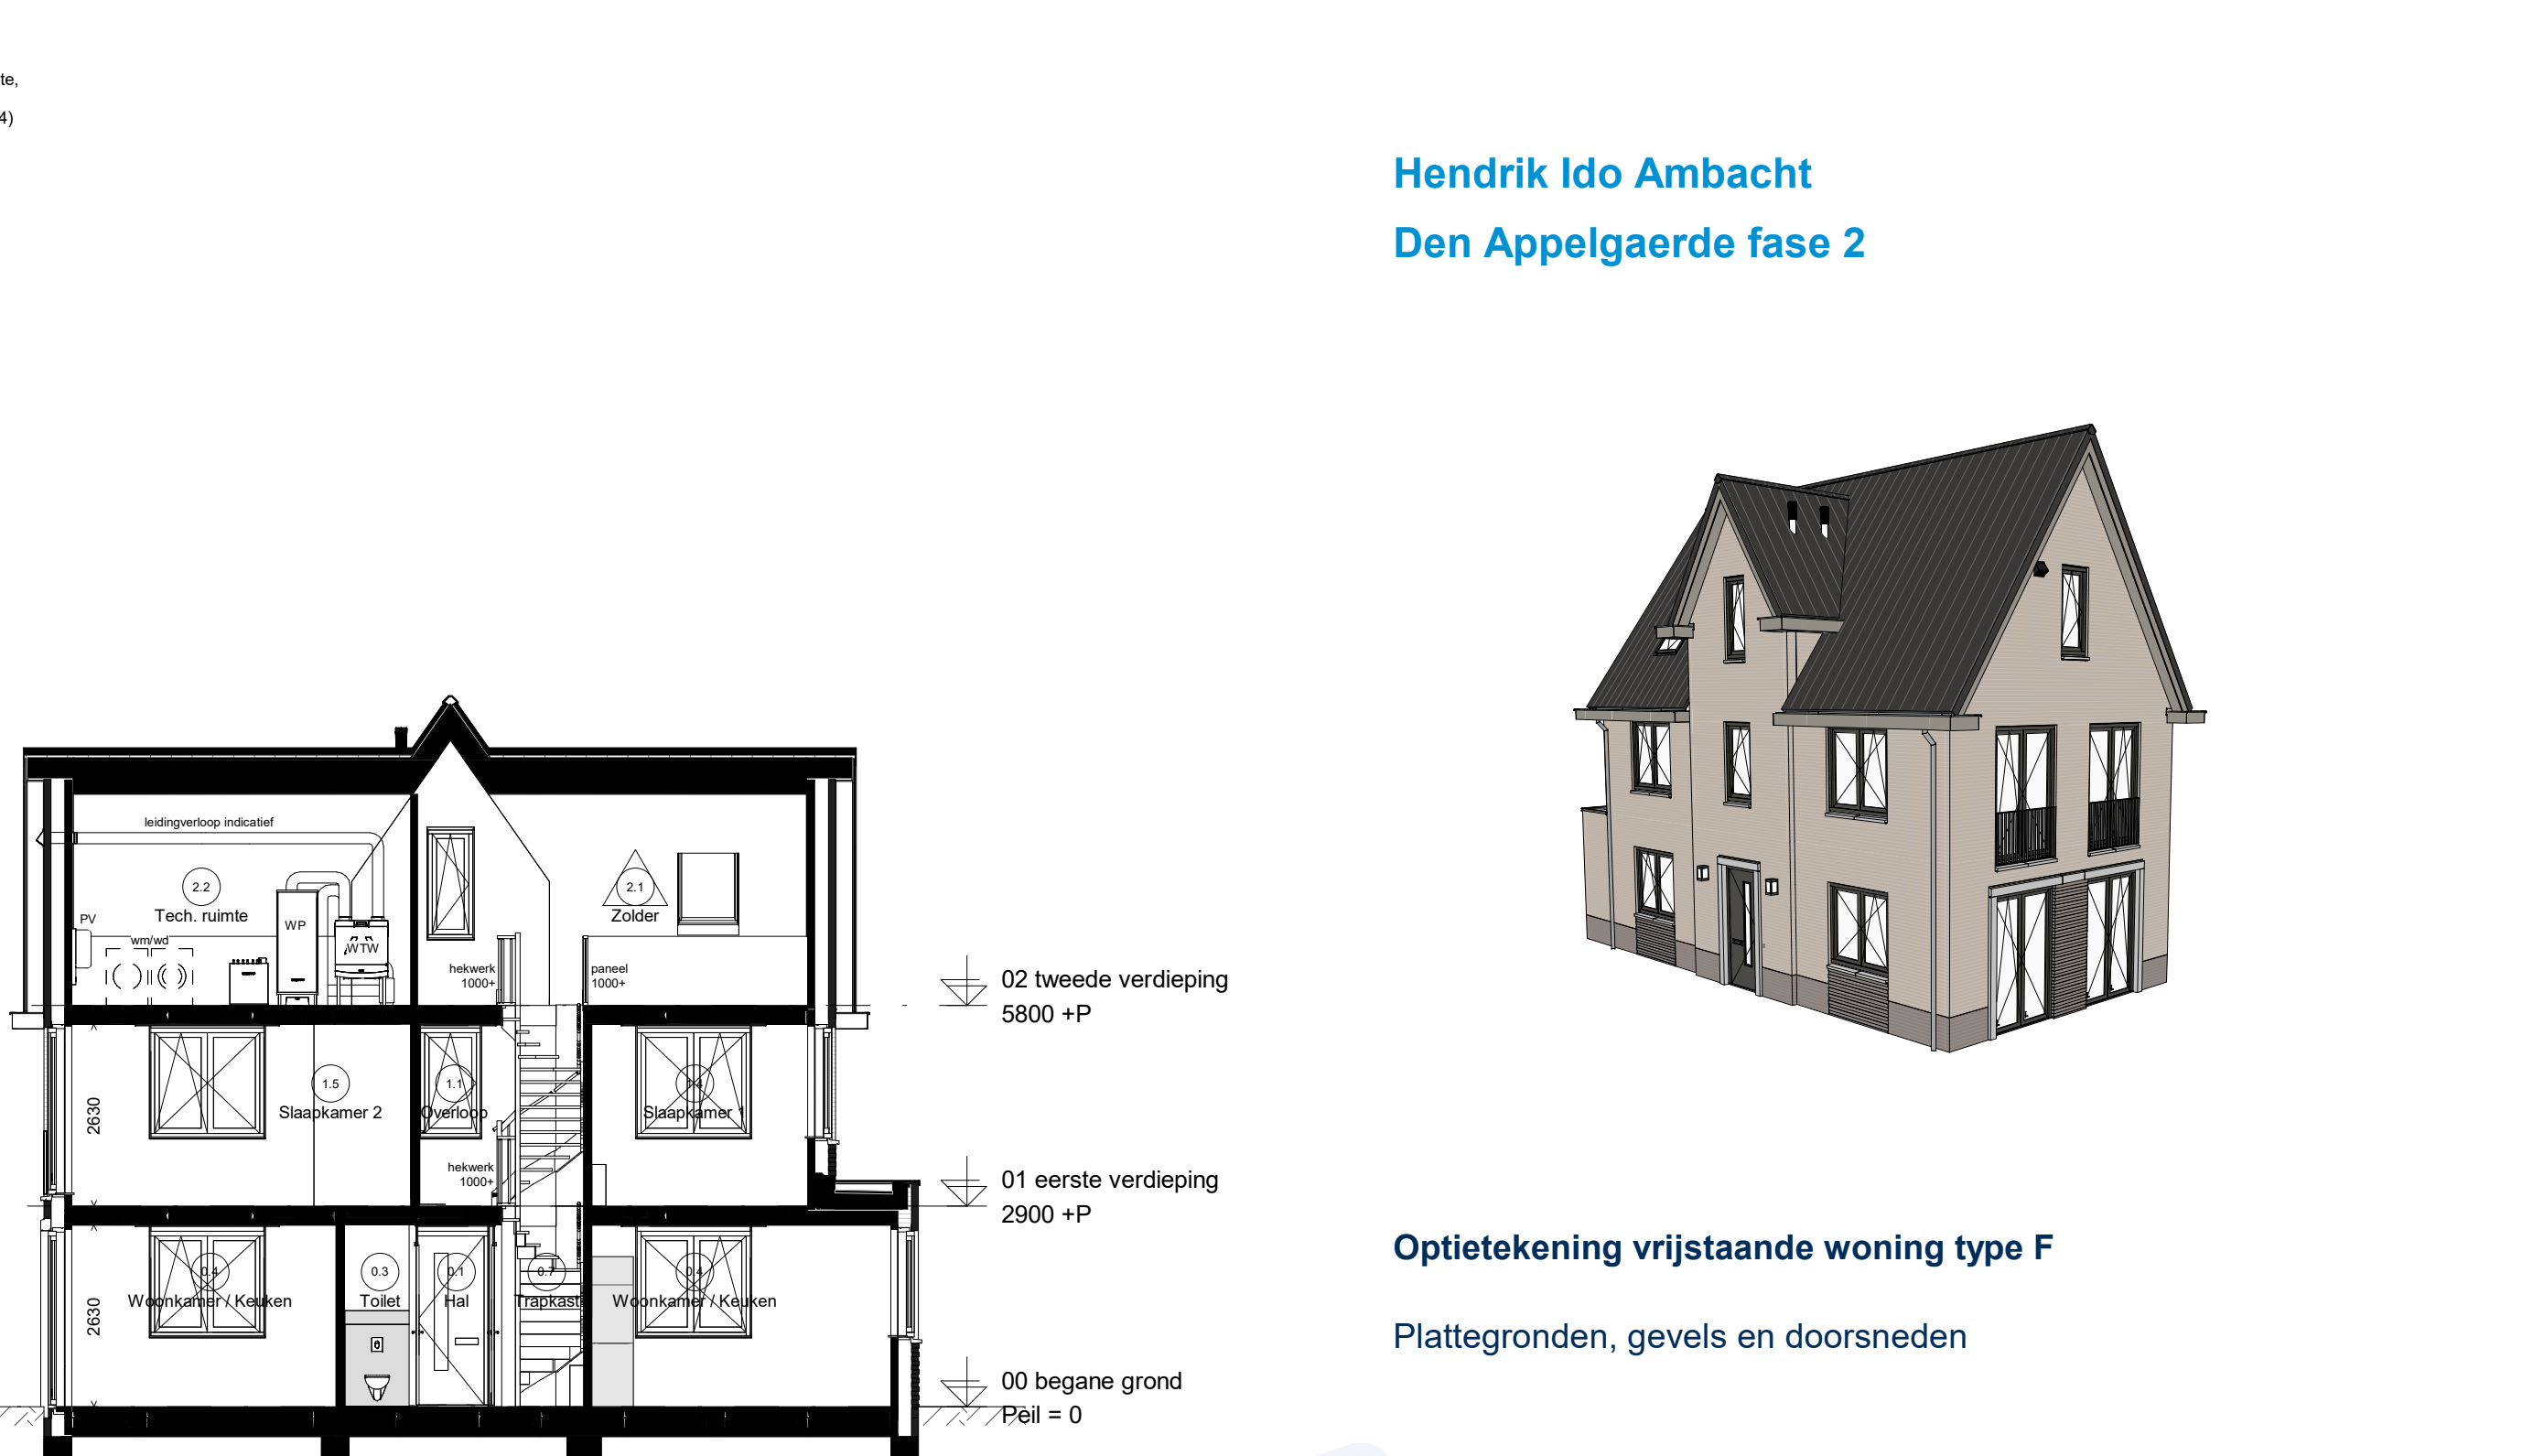 te,
4)
Hendrik Ido Ambacht
Den Appelgaerde fase 2
leidingverloop indicatief
2.2
Tech. ruimte
PV
wm/wd
WP
WTW
hekwerk
1000+
paneel
1000+
2.1
Zolder
02 tweede verdieping
5800 +P
2630
1.5
Slaapkamer 2
1.1
Overloop
hekwerk
1000+
1.4
Slaapkamer 1
01 eerste verdieping
2900 +P
2630
0.4
Woonkamer / Keuken
0.3
Toilet
0.1
Hal
0.7
Trapkast
0.4
Woonkamer / Keuken
00 begane grond
Peil = 0
Optietekening vrijstaande woning type F
Plattegronden, gevels en doorsneden